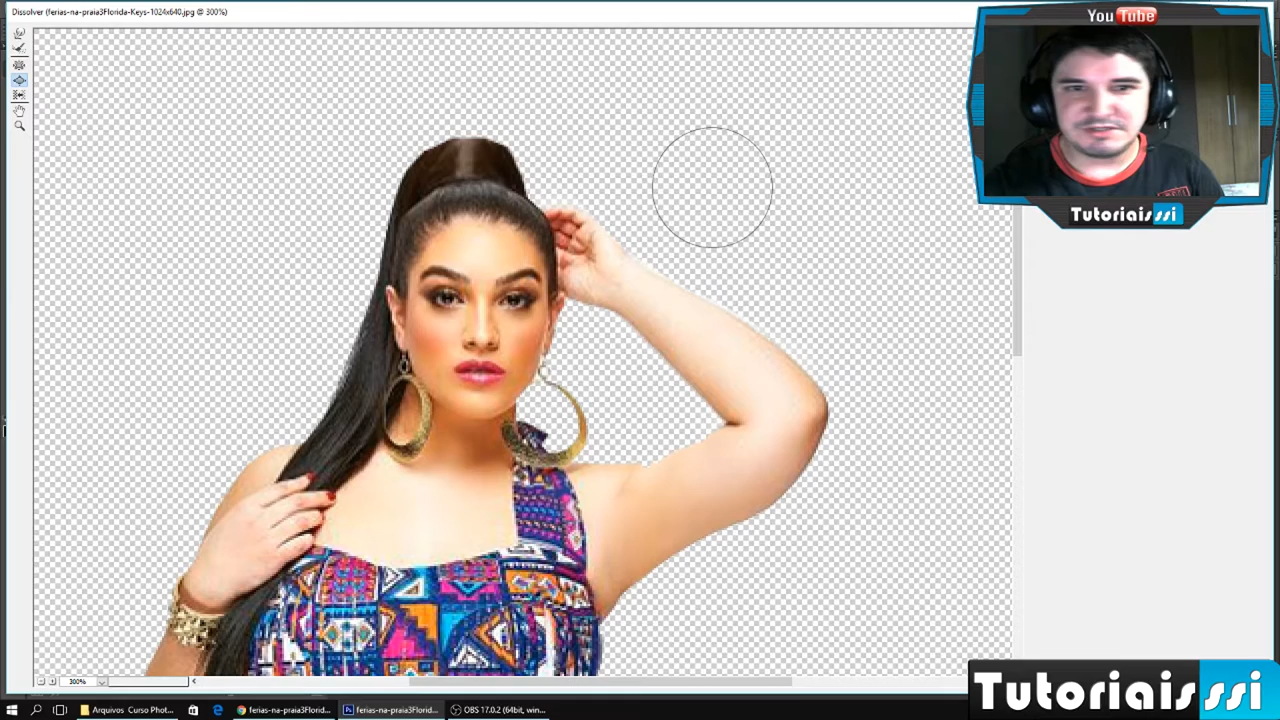 Dissolver (ferias-na-praia3Florida-Keys-1024x640.jpg @ 300%)
You Tube
Tutoriaisssi
300%
Arquivos Curso Phot...
ferias-na-praia3Florid...
ferias-na-praia3Florid...
OBS 17.0.2 (64bit, win...
Tutoriaisssi